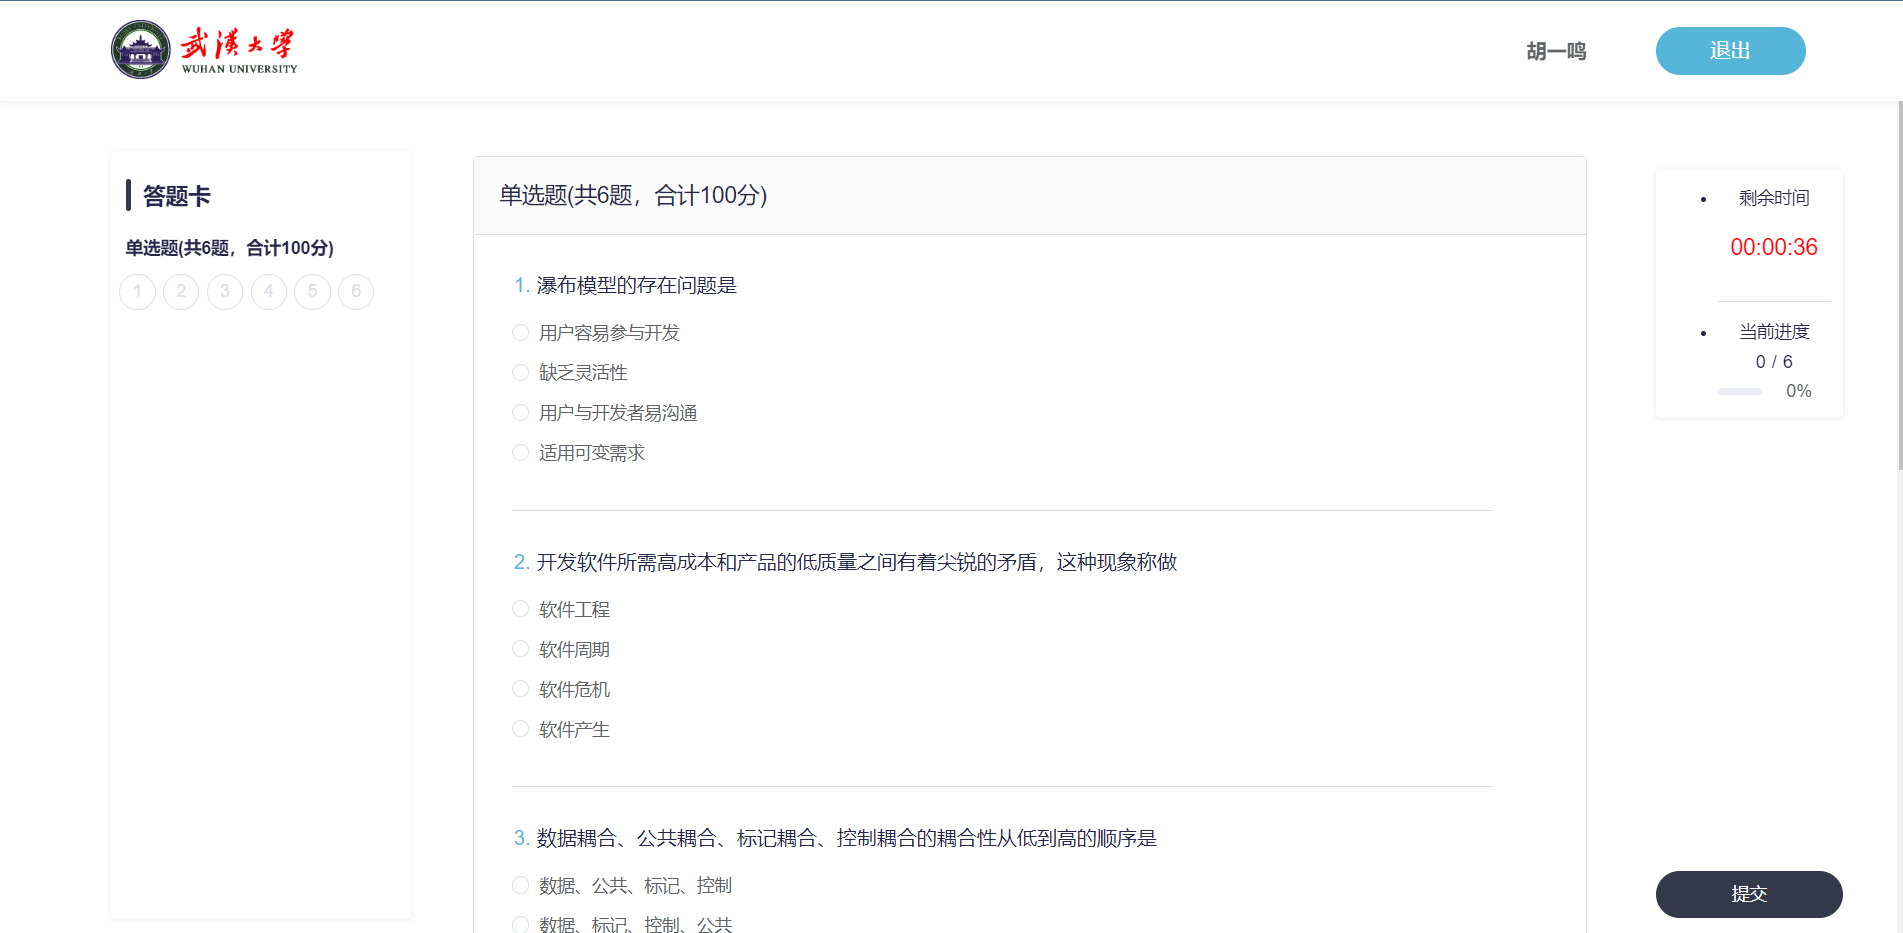 武漢大學
WUHAN UNIVERSITY
胡一鸣
退出
答题卡
单选题(共6题，合计100分)
1 2 3 4 5 6
单选题(共6题，合计100分)
1. 瀑布模型的存在问题是
用户容易参与开发
缺乏灵活性
用户与开发者易沟通
适用可变需求
2. 开发软件所需高成本和产品的低质量之间有着尖锐的矛盾，这种现象称做
软件工程
软件周期
软件危机
软件产生
3. 数据耦合、公共耦合、标记耦合、控制耦合的耦合性从低到高的顺序是
数据、公共、标记、控制
数据、标记、控制、公共
剩余时间
00:00:36
当前进度
0 / 6
0%
提交